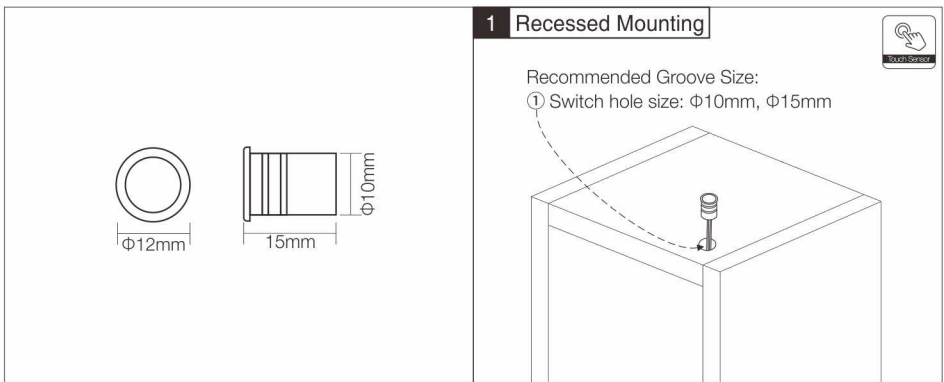 Φ12mm
15mm
Φ10mm
1 Recessed Mounting
Touch Sensor
Recommended Groove Size:
① Switch hole size: Φ10mm, Φ15mm